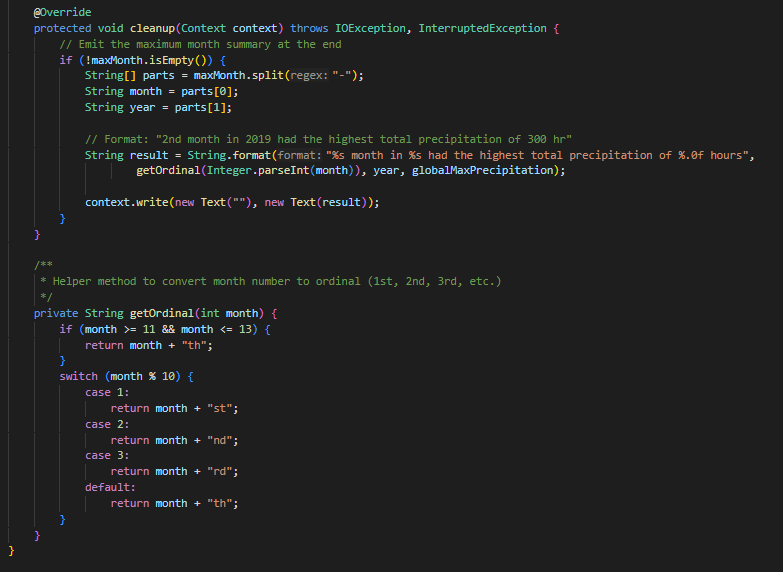 @Override
protected void cleanup(Context context) throws IOException, InterruptedException {
// Emit the maximum month summary at the end
if (!maxMonth.isEmpty()) {
String[] parts = maxMonth.split(regex: "-");
String month = parts[0];
String year = parts[1];
// Format: "2nd month in 2019 had the highest total precipitation of 300 hr"
String result = String.format(format: "%s month in %s had the highest total precipitation of %.0f hours",
getOrdinal(Integer.parseInt(month)), year, globalMaxPrecipitation);
context.write(new Text(""), new Text(result));
}
}
/**
* Helper method to convert month number to ordinal (1st, 2nd, 3rd, etc.)
*/
private String getOrdinal(int month) {
if (month >= 11 && month <= 13) {
return month + "th";
}
switch (month % 10) {
case 1:
return month + "st";
case 2:
return month + "nd";
case 3:
return month + "rd";
default:
return month + "th";
}
}
}